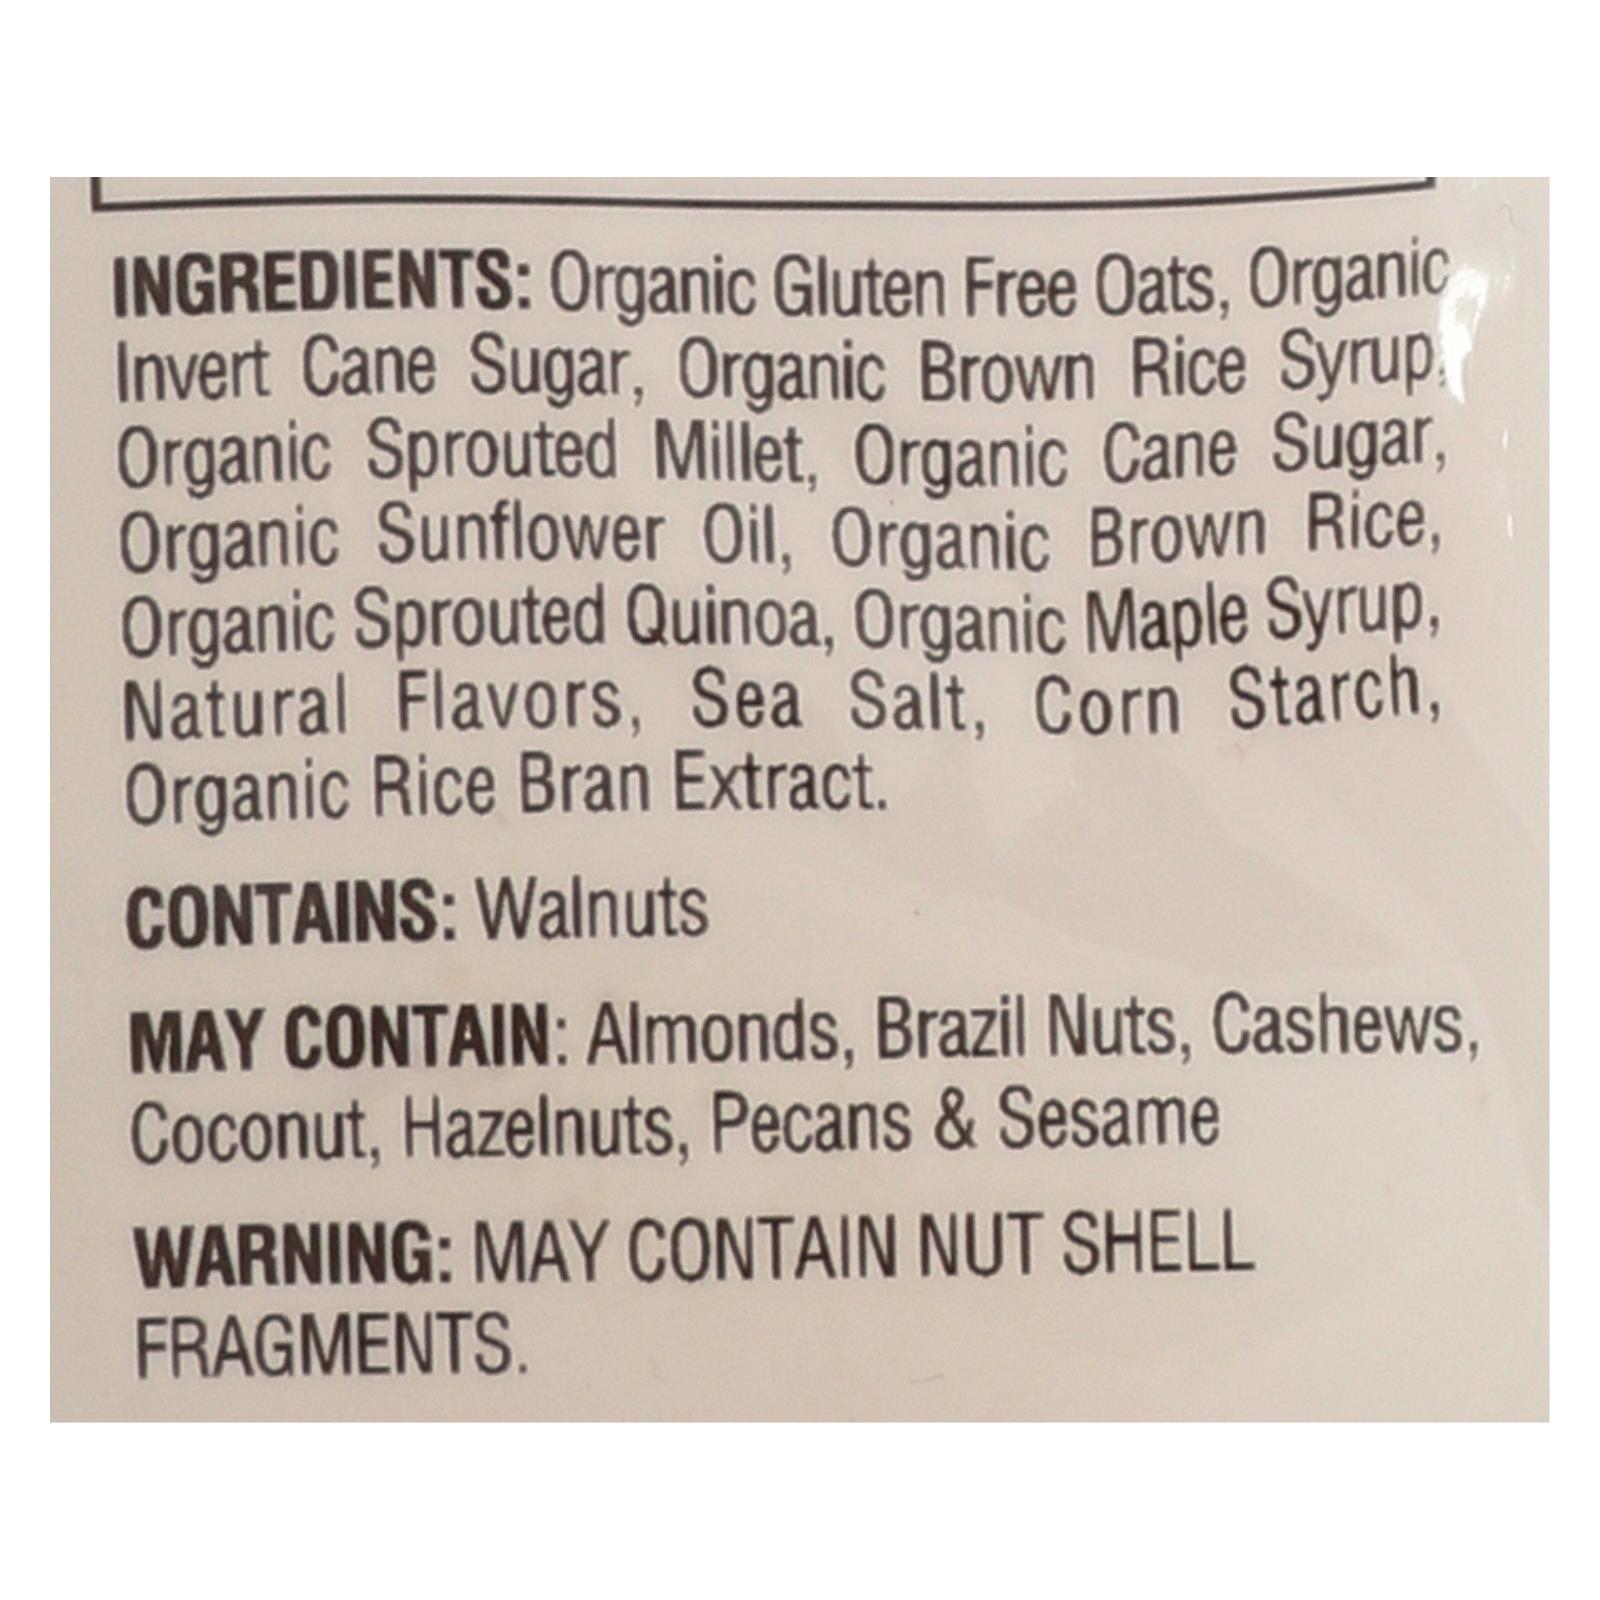 INGREDIENTS: Organic Gluten Free Oats, Organic
Invert Cane Sugar, Organic Brown Rice Syrup,
Organic Sprouted Millet, Organic Cane Sugar,
Organic Sunflower Oil, Organic Brown Rice,
Organic Sprouted Quinoa, Organic Maple Syrup,
Natural Flavors, Sea Salt, Corn Starch,
Organic Rice Bran Extract.
CONTAINS: Walnuts
MAY CONTAIN: Almonds, Brazil Nuts, Cashews,
Coconut, Hazelnuts, Pecans & Sesame
WARNING: MAY CONTAIN NUT SHELL
FRAGMENTS.